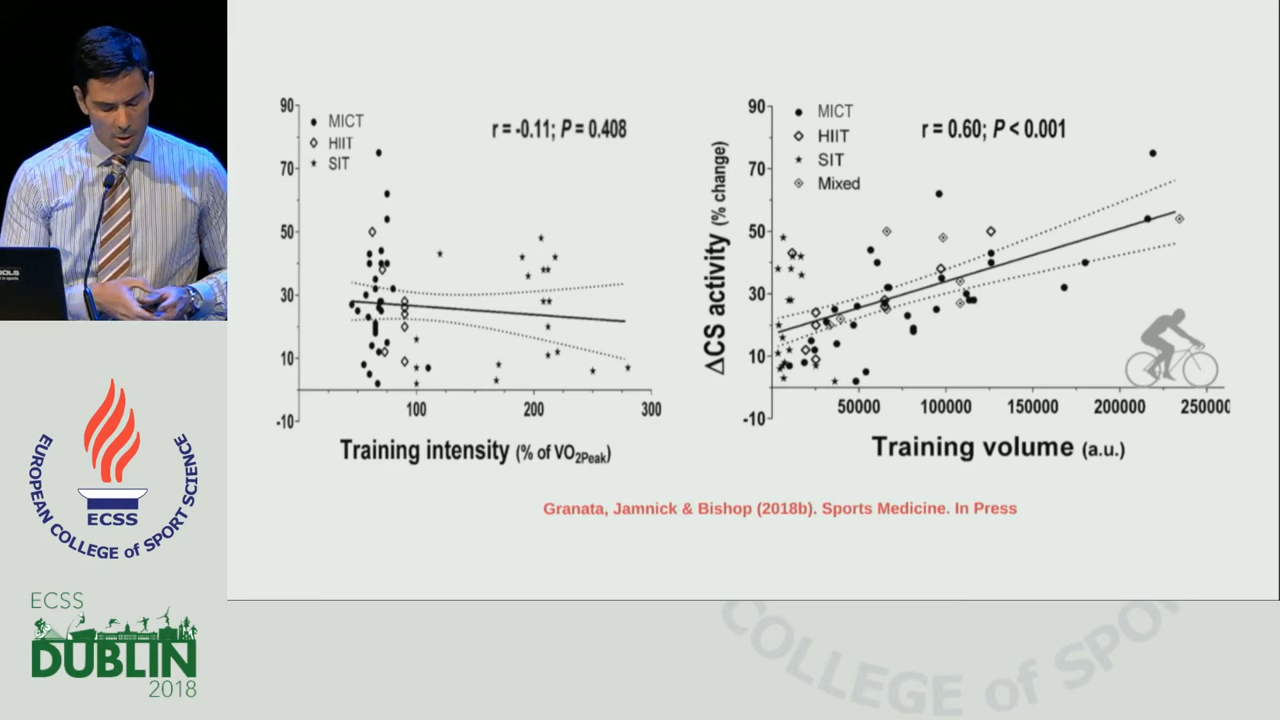 90
70
50
30
10
-10
MICT
HIIT
SIT
r = -0.11; P = 0.408
100
200
300
Training intensity (% of VO2Peak)
ΔCS activity (% change)
90
70
50
30
10
-10
MICT
HIIT
SIT
Mixed
r = 0.60; P < 0.001
50000
100000
150000
200000
25000
Training volume (a.u.)
Granata, Jamnick & Bishop (2018b). Sports Medicine. In Press
EUROPEAN COLLEGE of SPORT SCIENCE
ECSS
ECSS
DUBLIN
2018
COLLEGE of SPO